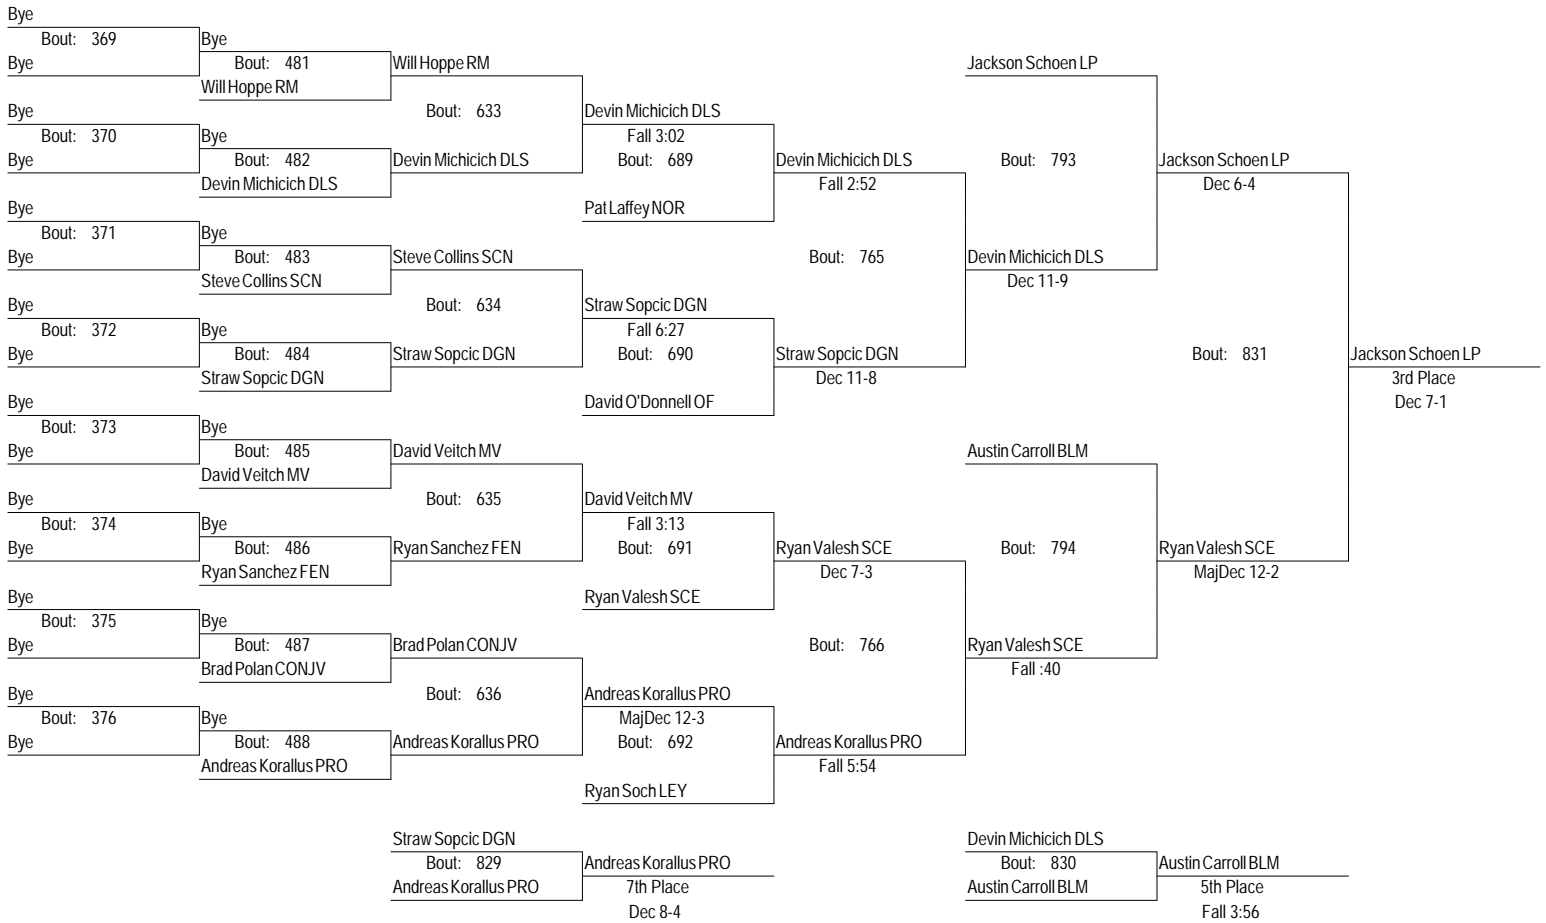 Bye
Bout: 369
Bye
Bye
Bout: 481
Will Hoppe RM
Will Hoppe RM
Jackson Schoen LP
Bye
Bout: 370
Bye
Bye
Bout: 482
Devin Michicich DLS
Bout: 633
Devin Michicich DLS
Devin Michicich DLS
Fall 3:02
Bout: 689
Devin Michicich DLS
Fall 2:52
Bout: 793
Jackson Schoen LP
Dec 6-4
Bye
Bout: 371
Bye
Bye
Bout: 483
Steve Collins SCN
Steve Collins SCN
Pat Laffey NOR
Bout: 765
Devin Michicich DLS
Dec 11-9
Bye
Bout: 372
Bye
Bye
Bout: 484
Straw Sopcic DGN
Bout: 634
Straw Sopcic DGN
Straw Sopcic DGN
Fall 6:27
Bout: 690
Straw Sopcic DGN
Dec 11-8
Bout: 831
Jackson Schoen LP
3rd Place
Dec 7-1
Bye
Bout: 373
Bye
Bye
Bout: 485
David Veitch MV
David Veitch MV
David O'Donnell OF
Austin Carroll BLM
Bye
Bout: 374
Bye
Bye
Bout: 486
Ryan Sanchez FEN
Bout: 635
Ryan Sanchez FEN
David Veitch MV
Fall 3:13
Bout: 691
Ryan Valesh SCE
Dec 7-3
Bout: 794
Ryan Valesh SCE
MajDec 12-2
Bye
Bout: 375
Bye
Bye
Bout: 487
Brad Polan CONJV
Brad Polan CONJV
Ryan Valesh SCE
Bout: 766
Ryan Valesh SCE
Fall :40
Bye
Bout: 376
Bye
Bye
Bout: 488
Andreas Korallus PRO
Bout: 636
Andreas Korallus PRO
Andreas Korallus PRO
MajDec 12-3
Bout: 692
Andreas Korallus PRO
Fall 5:54
Ryan Soch LEY
Straw Sopcic DGN
Bout: 829
Andreas Korallus PRO
Andreas Korallus PRO
7th Place
Dec 8-4
Devin Michicich DLS
Bout: 830
Austin Carroll BLM
Austin Carroll BLM
5th Place
Fall 3:56